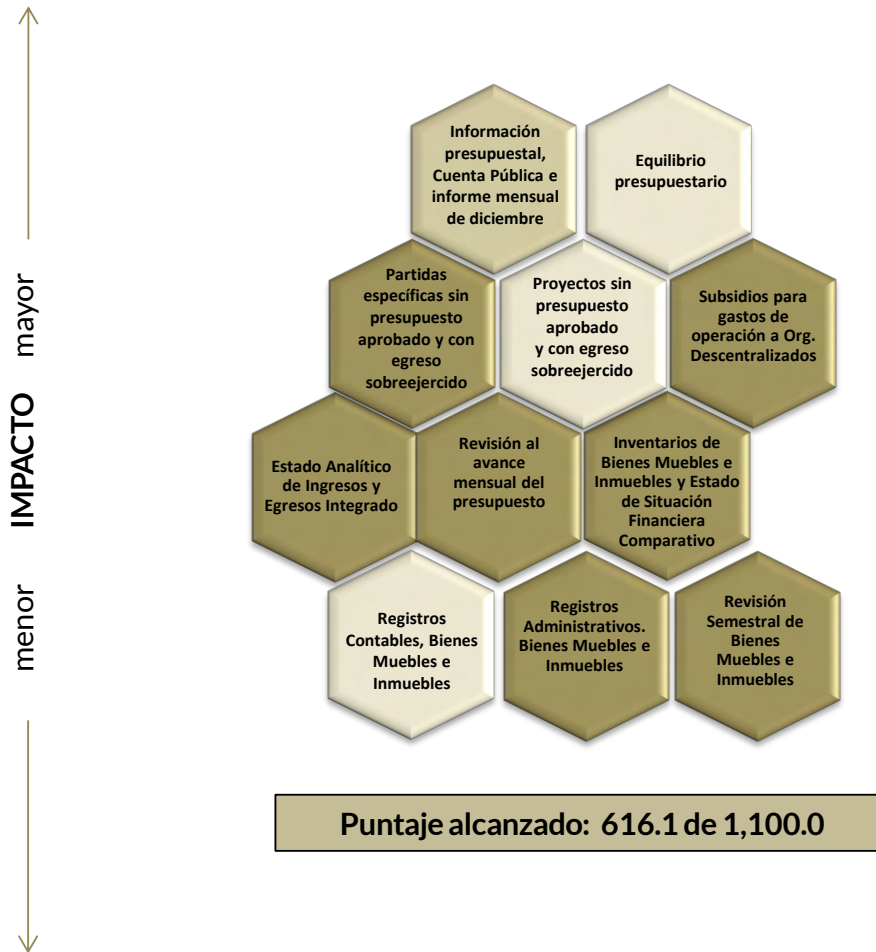 Información
presupuestal,
Cuenta Pública e
informe mensual
de diciembre
Equilibrio
presupuestario
Partidas
específicas sin
presupuesto
aprobado y con
egreso
sobreejercido
Proyectos sin
presupuesto
aprobado
y con egreso
sobreejercido
Subsidios para
gastos de
operación a Org.
Descentralizados
Estado Analítico
de Ingresos y
Egresos Integrado
Revisión al
avance
mensual del
presupuesto
Inventarios de
Bienes Muebles e
Inmuebles y Estado
de Situación
Financiera
Comparativo
Registros
Contables, Bienes
Muebles e
Inmuebles
Registros
Administrativos.
Bienes Muebles e
Inmuebles
Revisión
Semestral de
Bienes
Muebles e
Inmuebles
menor IMPACTO mayor
Puntaje alcanzado: 616.1 de 1,100.0